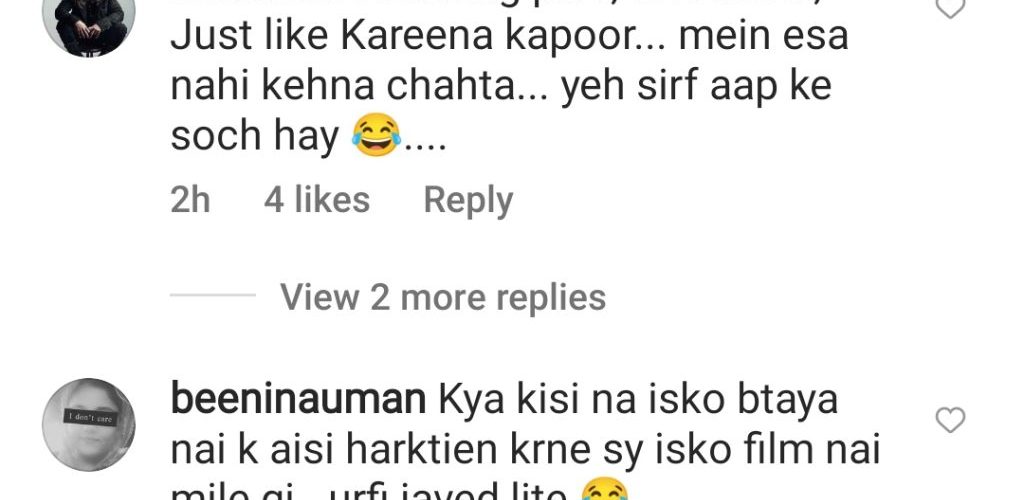 Just like Kareena kapoor... mein esa
nahi kehna chahta... yeh sirf aap ke
soch hay 😂....
2h 4 likes Reply
View 2 more replies
I don't care
beeninauman Kya kisi na isko btaya
nai k aisi harktien krne sy isko film nai
mile gi.. urfi javed lite 😂